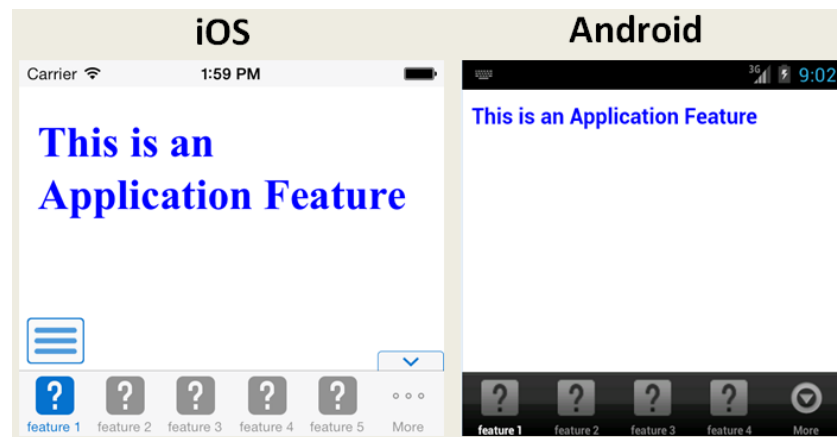 iOS
Carrier
1:59 PM
This is an
Application Feature
feature 1 feature 2 feature 3 feature 4 feature 5 More
Android
3G 9:02
This is an Application Feature
feature 1 feature 2 feature 3 feature 4 More